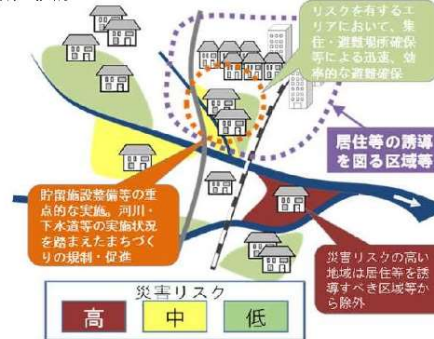 リスクを有するエ
リアにおいて、集
住・避難場所確保
等による迅速、効
率的な避難確保
居住等の誘導
を図る区域等
貯留施設整備等の重
点的な実施。河川・
下水道等の実施状況
を踏まえたまちづく
りの規制・促進
災害リスクの高い
地域は居住等を誘
導すべき区域等か
ら除外
災害リスク
高
中
低